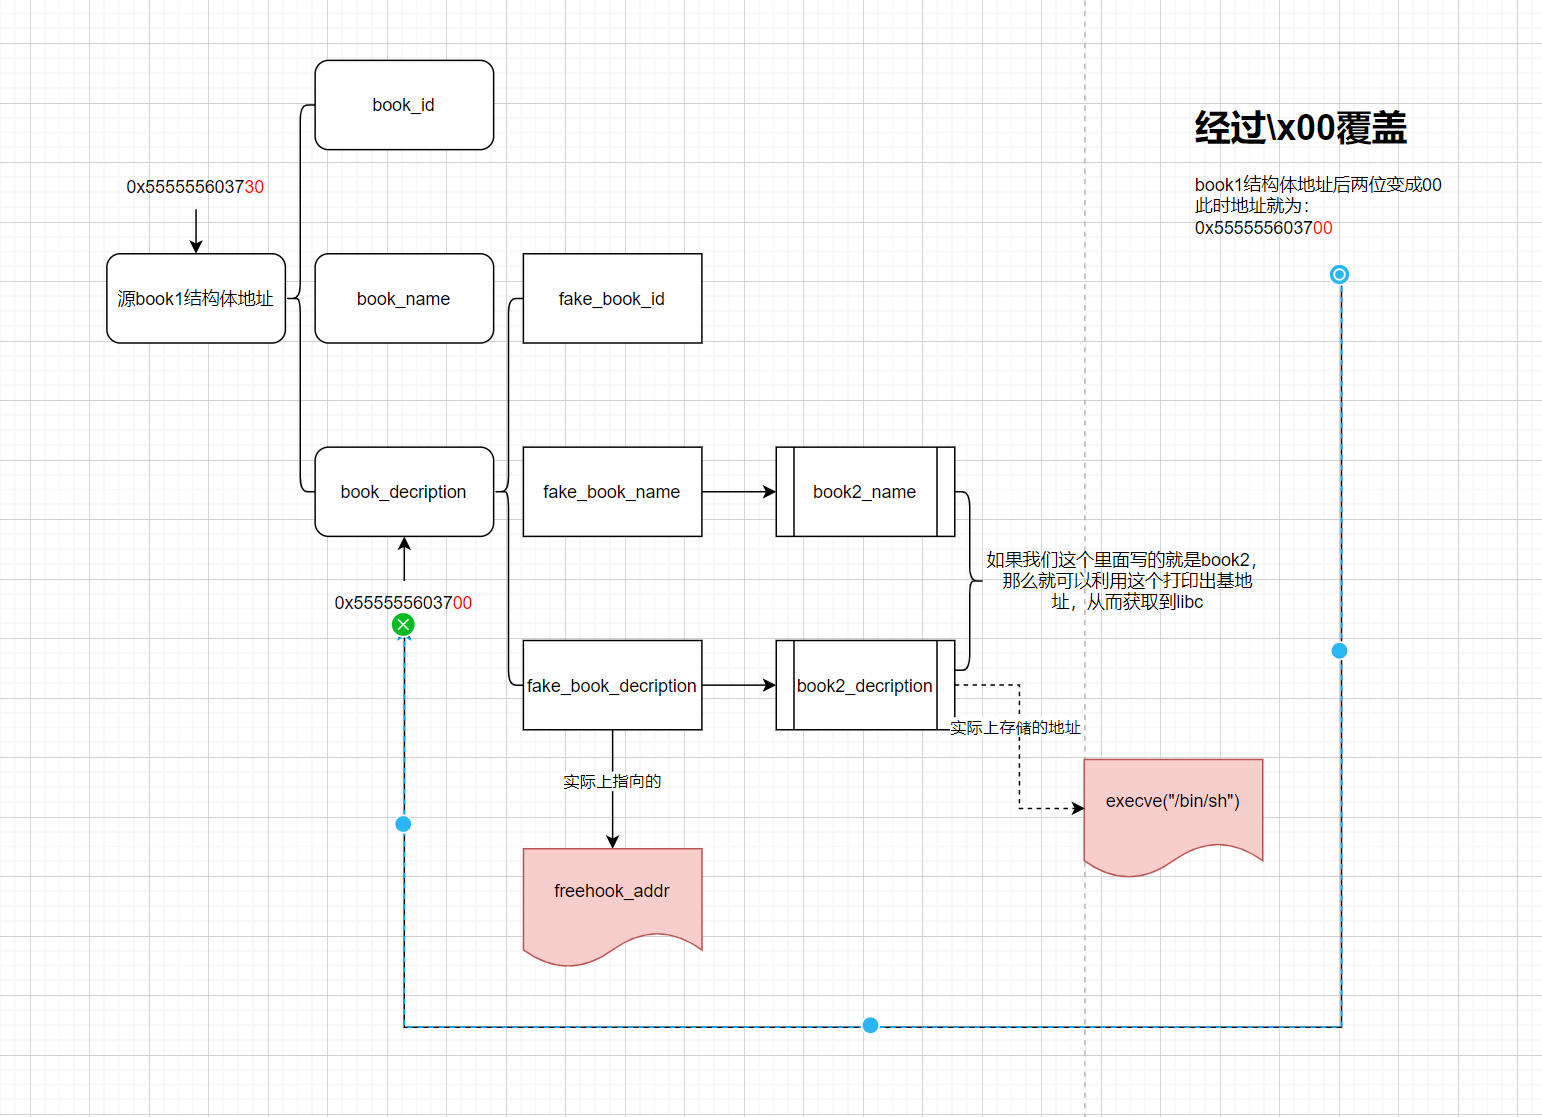 book_id
经过\x00覆盖
0x555555603730
book1结构体地址后两位变成00
此时地址就为：
0x555555603700
源book1结构体地址
book_name
fake_book_id
book_decription
fake_book_name
book2_name
如果我们这个里面写的就是book2，
那么就可以利用这个打印出基地
址，从而获取到libc
0x555555603700
fake_book_decription
book2_decription
实际上存储的地址
实际上指向的
execve("/bin/sh")
freehook_addr